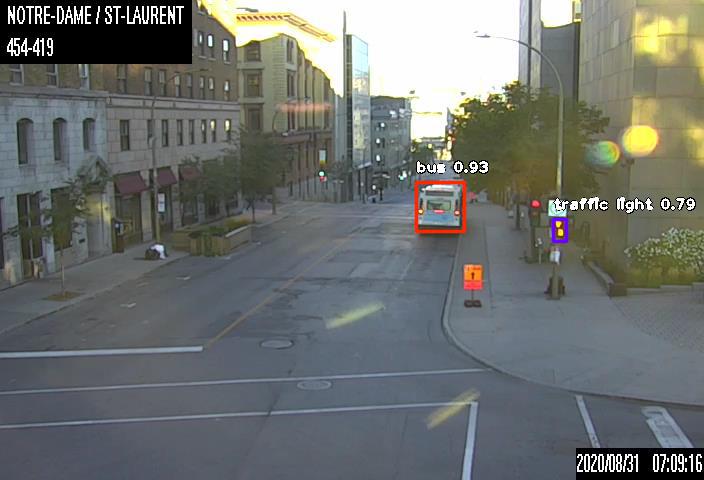 NOTRE-DAME / ST-LAURENT
454-419
bus 0.93
traffic light 0.79
2020/08/31 07:09:16